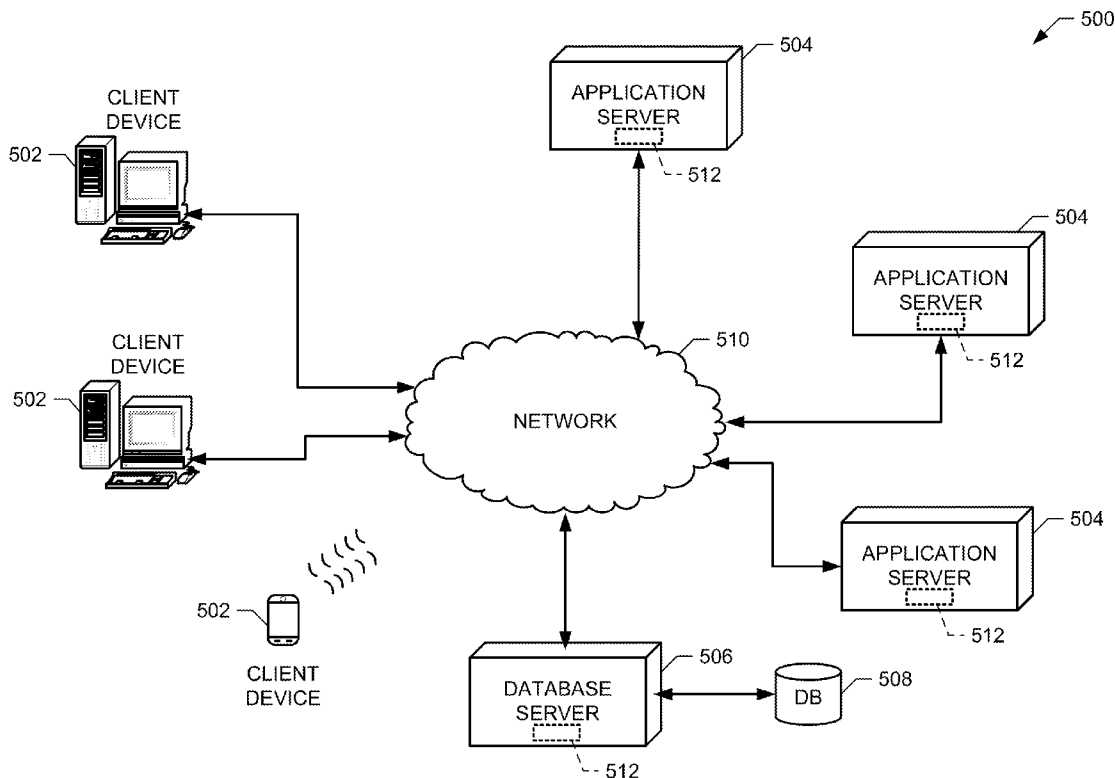 500
504
APPLICATION
SERVER
512
CLIENT
DEVICE
502
504
APPLICATION
SERVER
512
CLIENT
DEVICE
502
510
NETWORK
504
APPLICATION
SERVER
512
502
CLIENT
DEVICE
506
DATABASE
SERVER
512
DB
508